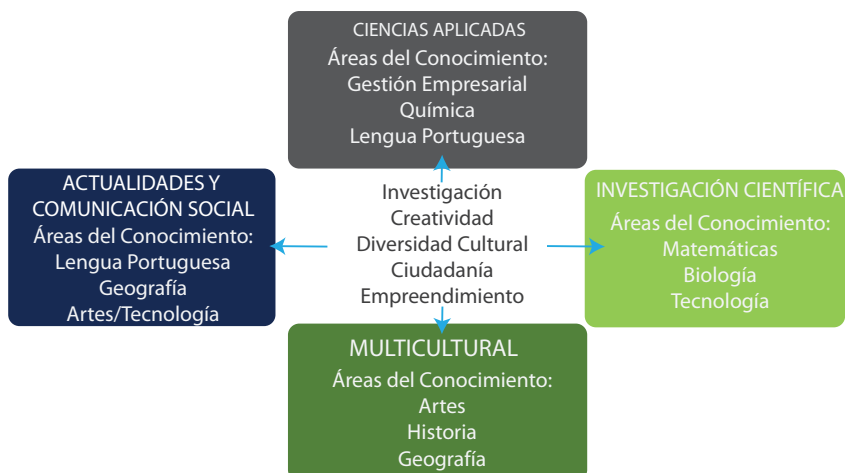 CIENCIAS APLICADAS
Áreas del Conocimiento:
Gestión Empresarial
Química
Lengua Portuguesa
ACTUALIDADES Y
COMUNICACIÓN SOCIAL
Áreas del Conocimiento:
Lengua Portuguesa
Geografía
Artes/Tecnología
Investigación
Creatividad
Diversidad Cultural
Ciudadanía
Empreendimiento
INVESTIGACIÓN CIENTÍFICA
Áreas del Conocimiento:
Matemáticas
Biología
Tecnología
MULTICULTURAL
Áreas del Conocimiento:
Artes
Historia
Geografía